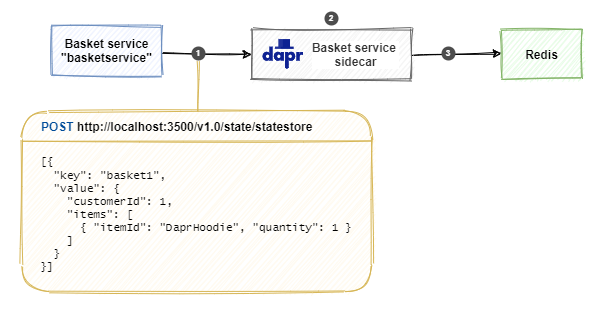 2
Basket service
"basketservice"
1
dapr
Basket service
sidecar
3
Redis
POST http://localhost:3500/v1.0/state/statestore
[{
  "key": "basket1",
  "value": {
    "customerId": 1,
    "items": [
      { "itemId": "DaprHoodie", "quantity": 1 }
    ]
  }
}]